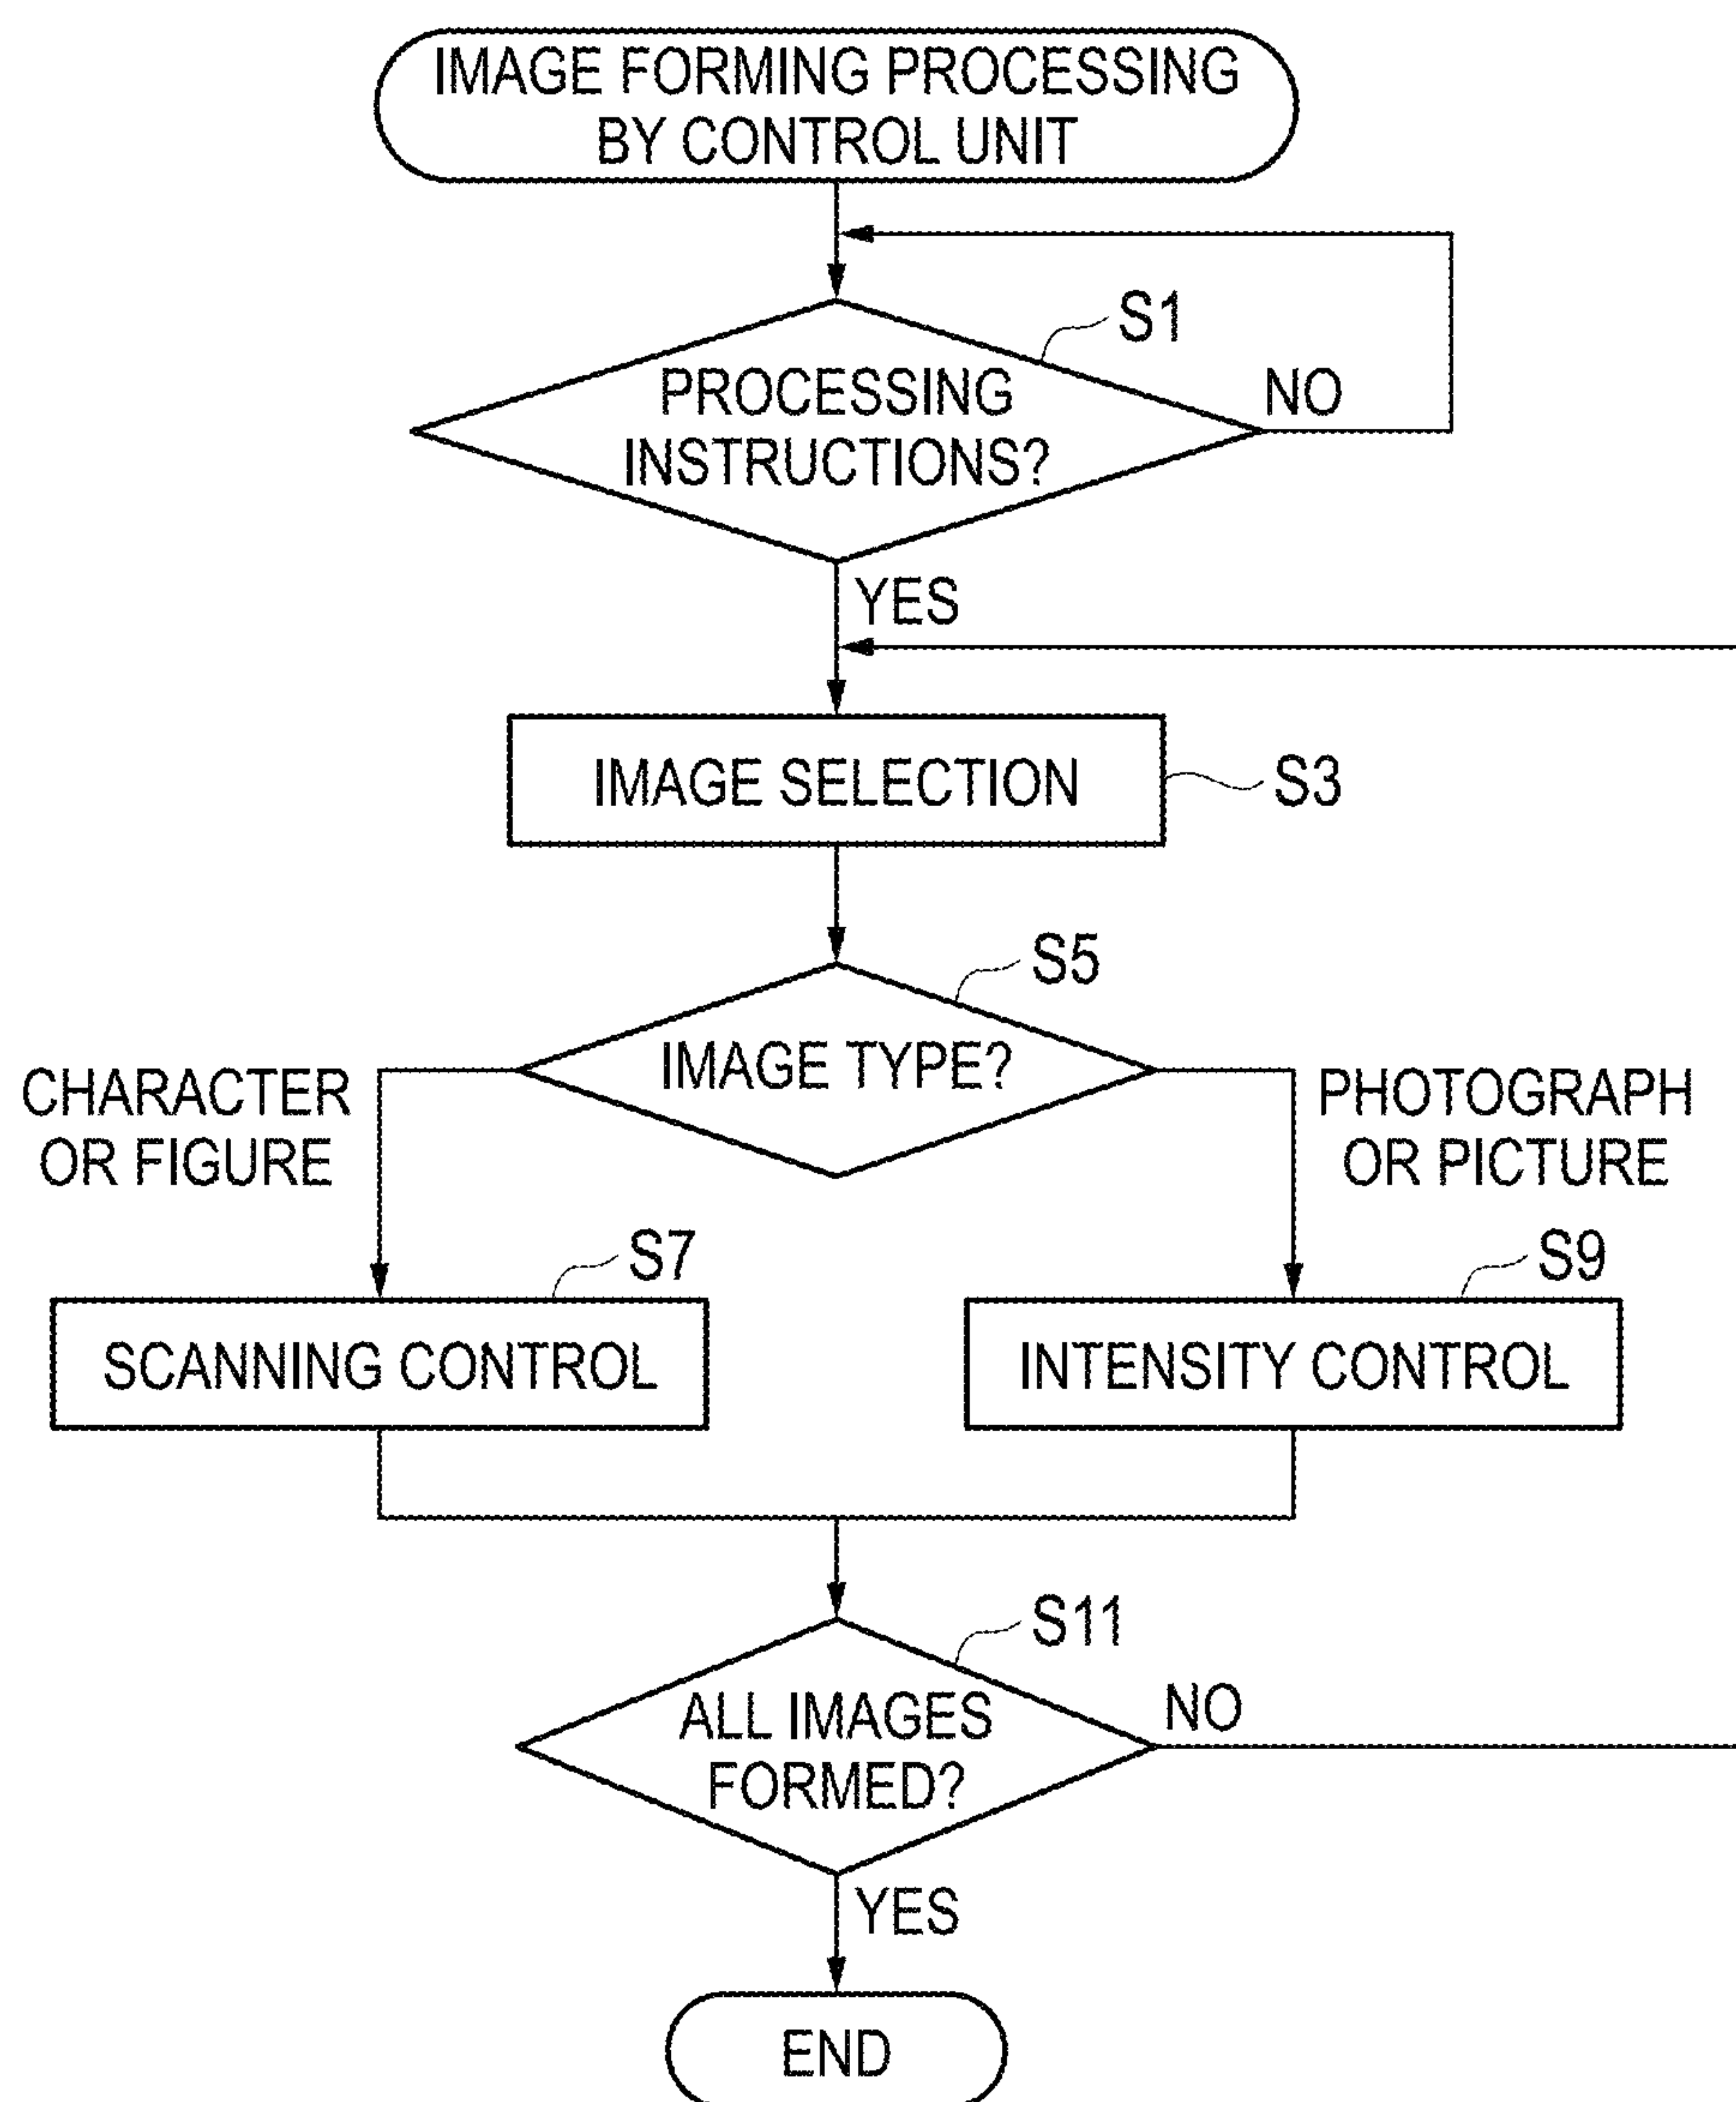 IMAGE FORMING PROCESSING
BY CONTROL UNIT
S1
PROCESSING
INSTRUCTIONS?
NO
YES
IMAGE SELECTION
S3
S5
IMAGE TYPE?
CHARACTER
OR FIGURE
PHOTOGRAPH
OR PICTURE
S7
S9
SCANNING CONTROL
INTENSITY CONTROL
S11
ALL IMAGES
FORMED?
NO
YES
END